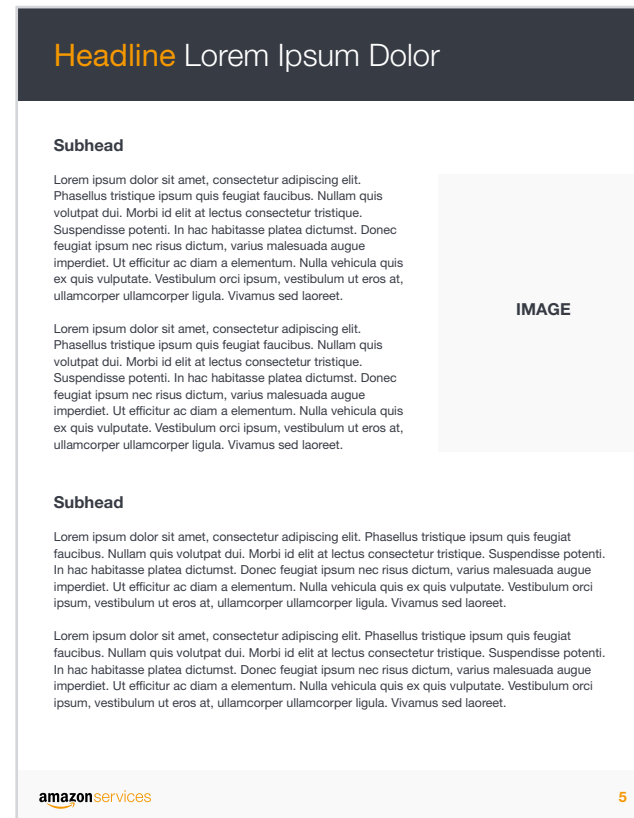 Headline Lorem Ipsum Dolor
Subhead
Lorem ipsum dolor sit amet, consectetur adipiscing elit.
Phasellus tristique ipsum quis feugiat faucibus. Nullam quis
volutpat dui. Morbi id elit at lectus consectetur tristique.
Suspendisse potenti. In hac habitasse platea dictumst. Donec
feugiat ipsum nec risus dictum, varius malesuada augue
imperdiet. Ut efficitur ac diam a elementum. Nulla vehicula quis
ex quis vulputate. Vestibulum orci ipsum, vestibulum ut eros at,
ullamcorper ullamcorper ligula. Vivamus sed laoreet.
Lorem ipsum dolor sit amet, consectetur adipiscing elit.
Phasellus tristique ipsum quis feugiat faucibus. Nullam quis
volutpat dui. Morbi id elit at lectus consectetur tristique.
Suspendisse potenti. In hac habitasse platea dictumst. Donec
feugiat ipsum nec risus dictum, varius malesuada augue
imperdiet. Ut efficitur ac diam a elementum. Nulla vehicula quis
ex quis vulputate. Vestibulum orci ipsum, vestibulum ut eros at,
ullamcorper ullamcorper ligula. Vivamus sed laoreet.
IMAGE
Subhead
Lorem ipsum dolor sit amet, consectetur adipiscing elit. Phasellus tristique ipsum quis feugiat
faucibus. Nullam quis volutpat dui. Morbi id elit at lectus consectetur tristique. Suspendisse potenti.
In hac habitasse platea dictumst. Donec feugiat ipsum nec risus dictum, varius malesuada augue
imperdiet. Ut efficitur ac diam a elementum. Nulla vehicula quis ex quis vulputate. Vestibulum orci
ipsum, vestibulum ut eros at, ullamcorper ullamcorper ligula. Vivamus sed laoreet.
Lorem ipsum dolor sit amet, consectetur adipiscing elit. Phasellus tristique ipsum quis feugiat
faucibus. Nullam quis volutpat dui. Morbi id elit at lectus consectetur tristique. Suspendisse potenti.
In hac habitasse platea dictumst. Donec feugiat ipsum nec risus dictum, varius malesuada augue
imperdiet. Ut efficitur ac diam a elementum. Nulla vehicula quis ex quis vulputate. Vestibulum orci
ipsum, vestibulum ut eros at, ullamcorper ullamcorper ligula. Vivamus sed laoreet.
amazonservices
5